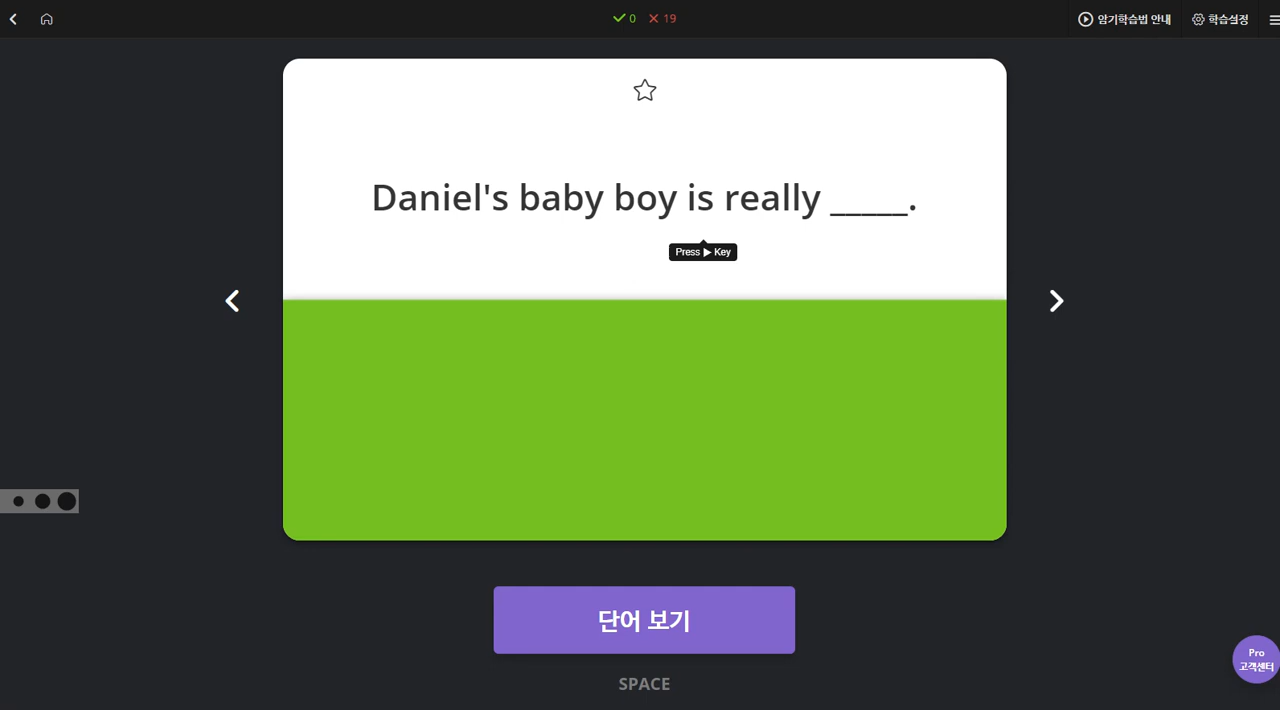 0 19
암기학습법 안내 학습설정
Daniel's baby boy is really _____.
Press ▶ Key
단어 보기
SPACE
Pro
고객센터